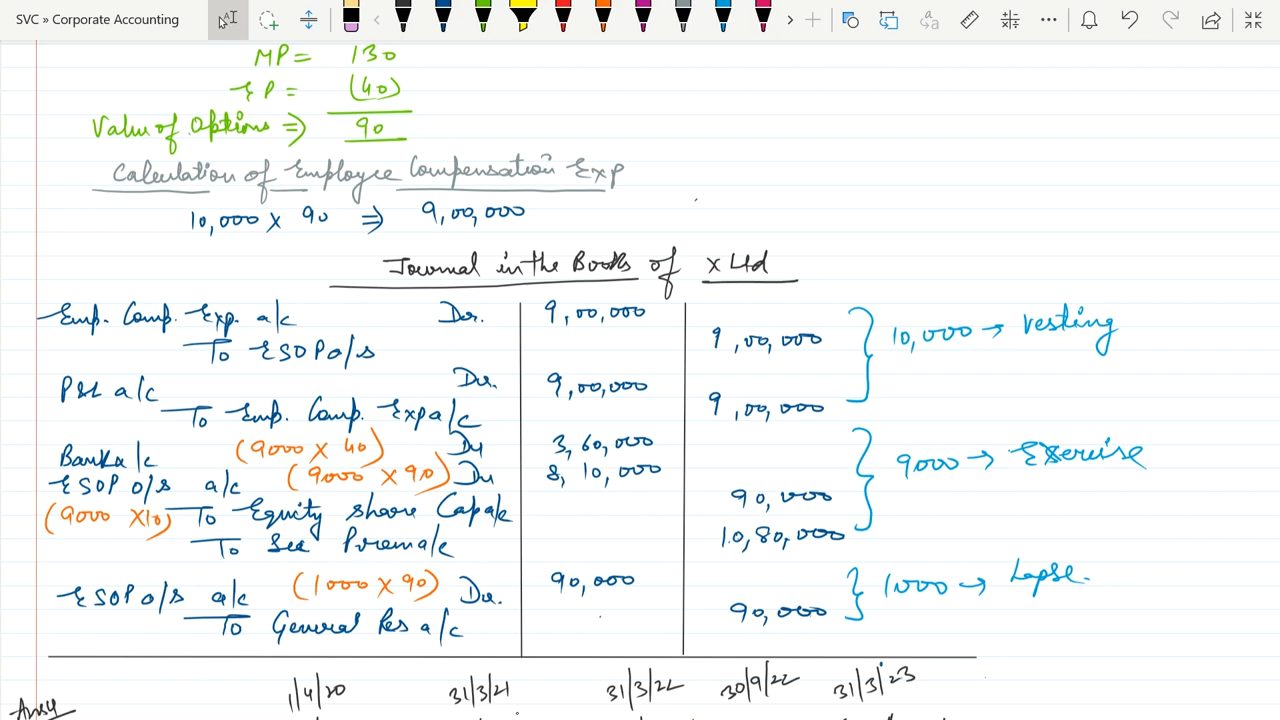 SVC » Corporate Accounting
MP = 130
EP = (40)
Value of Options ⇒ 90
Calculation of Employee Compensation Exp
10,000 x 90 ⇒ 9,00,000
Journal in the Books of X Ltd
Emp. Comp. Exp. a/c Dr. 9,00,000
To ESOP o/s 9,00,000
10,000 → Vesting
P&L a/c Dr. 9,00,000
To Emp. Comp. Exp a/c 9,00,000
Bank a/c (9000 x 40) Dr 3,60,000
ESOP o/s a/c (9000 x 90) Dr 8,10,000
9000 → Exercise
(9000 x 10) To Equity share Cap a/c 90,000
To Sec Prem a/c 10,80,000
ESOP o/s a/c (1000 x 90) Dr. 90,000
1000 → Lapse.
To General Res a/c 90,000
1/4/20 31/3/21 31/3/22 30/9/22 31/3/23